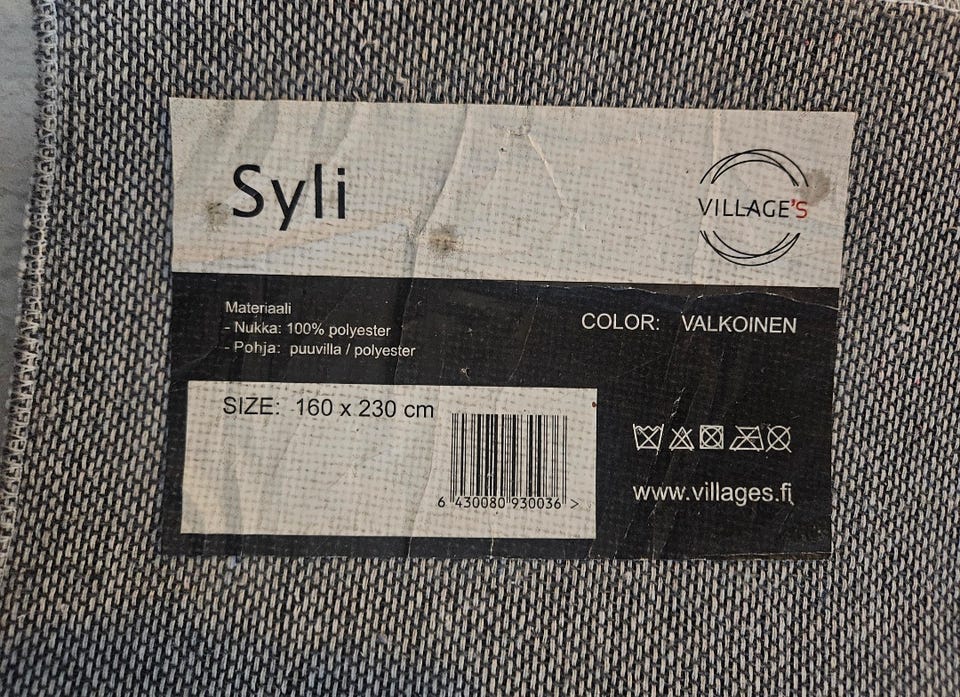 Syli
VILLAGE'S
Materiaali
- Nukka: 100% polyester
- Pohja: puuvilla / polyester
COLOR: VALKOINEN
SIZE: 160 x 230 cm
6 430080 930036 >
www.villages.fi